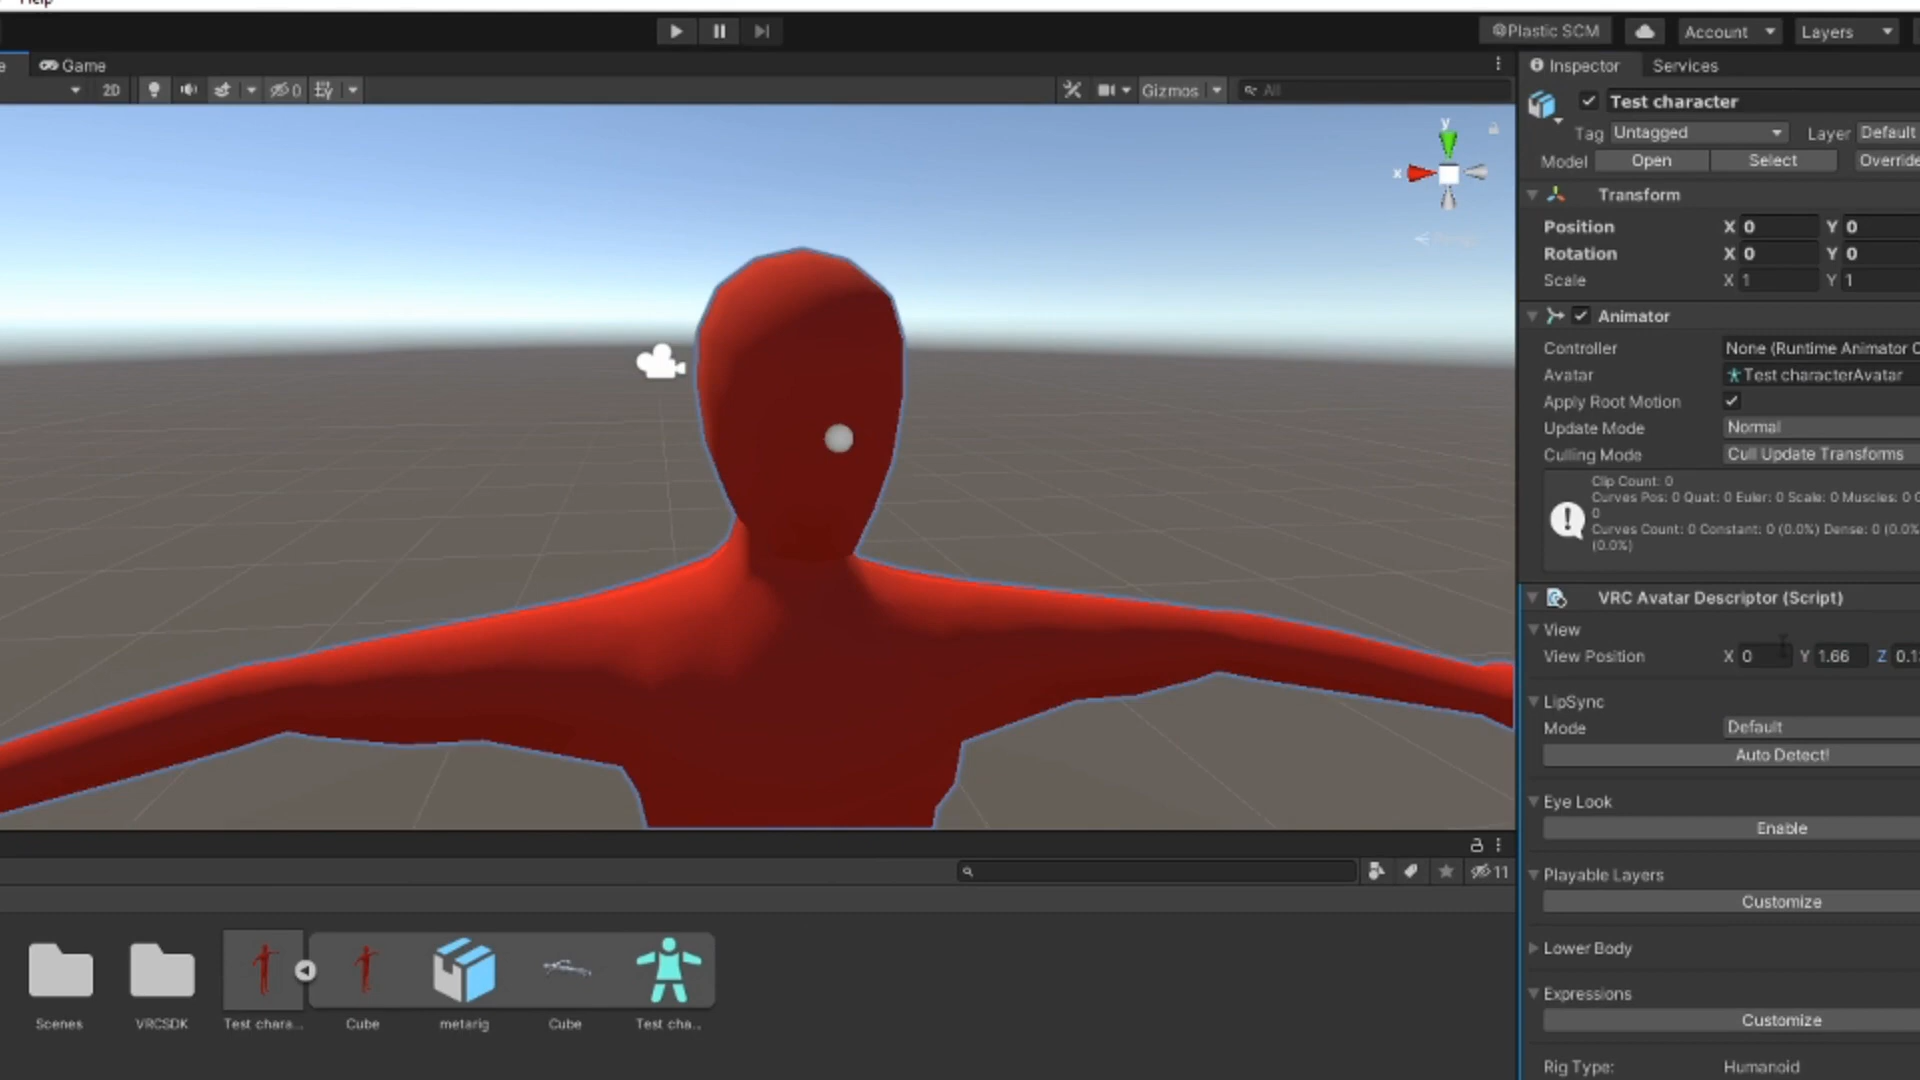 Help
Plastic SCM Account Layers
Game Inspector Services
2D 0 Gizmos All
Test character
Tag Untagged Layer Default
Model Open Select Override
y
x
Transform
Position X 0 Y 0
Rotation X 0 Y 0
Scale X 1 Y 1
Animator
Controller None (Runtime Animator C
Avatar Test characterAvatar
Apply Root Motion
Update Mode Normal
Culling Mode Cull Update Transforms
Clip Count: 0
Curves Pos: 0 Quat: 0 Euler: 0 Scale: 0 Muscles: 0
0
Curves Count: 0 Constant: 0 (0.0%) Dense: 0 (0.0%
(0.0%)
VRC Avatar Descriptor (Script)
View
View Position X 0 Y 1.66 Z
LipSync
Mode Default
Auto Detect!
Eye Look
Enable
Playable Layers
Customize
Lower Body
Expressions
Customize
Rig Type: Humanoid
11
Scenes VRCSDK Test chara... Cube metarig Cube Test cha...